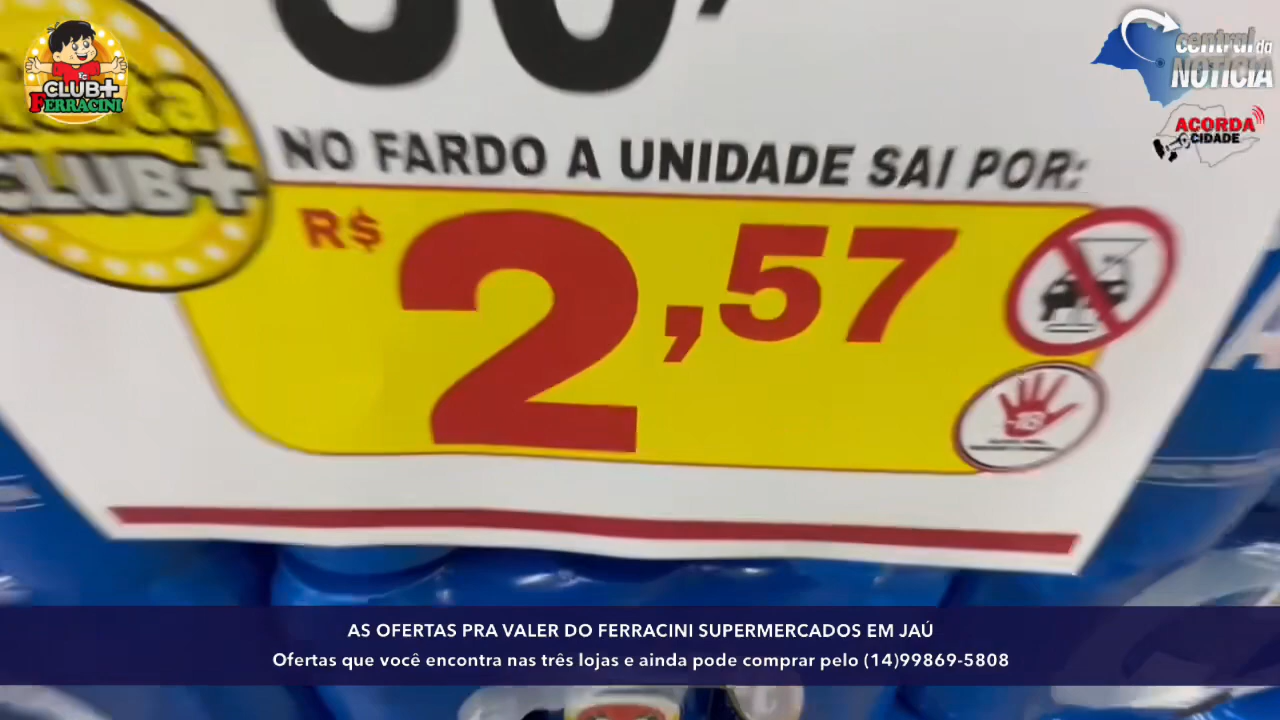 CLUB+
FERRACINI
CLUB+
central da
NOTÍCIA
ACORDA
CIDADE
NO FARDO A UNIDADE SAI POR:
R$ 2,57
-18
AS OFERTAS PRA VALER DO FERRACINI SUPERMERCADOS EM JAÚ
Ofertas que você encontra nas três lojas e ainda pode comprar pelo (14)99869-5808